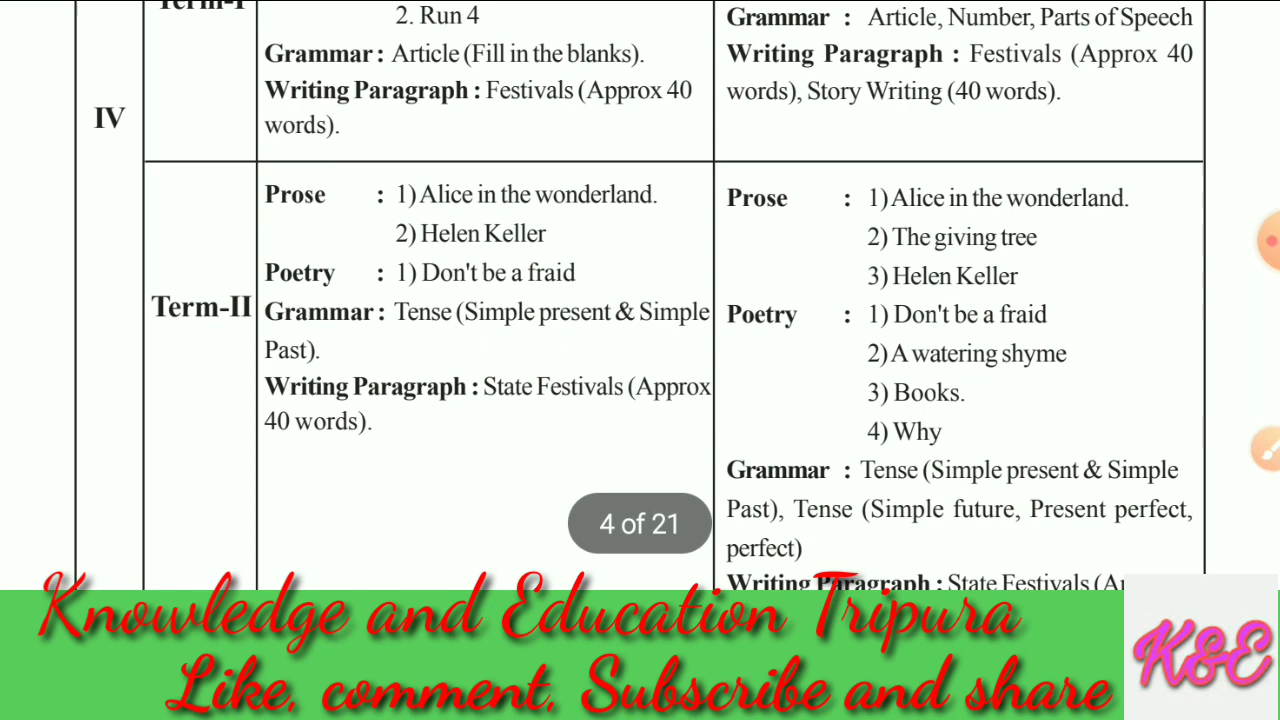 Term-I
2. Run 4
Grammar : Article (Fill in the blanks).
Writing Paragraph : Festivals (Approx 40
words).
Grammar : Article, Number, Parts of Speech
Writing Paragraph : Festivals (Approx 40
words), Story Writing (40 words).
IV
Term-II
Prose : 1) Alice in the wonderland.
2) Helen Keller
Poetry : 1) Don't be a fraid
Grammar : Tense (Simple present & Simple
Past).
Writing Paragraph : State Festivals (Approx
40 words).
Prose : 1) Alice in the wonderland.
2) The giving tree
3) Helen Keller
Poetry : 1) Don't be a fraid
2) A watering shyme
3) Books.
4) Why
Grammar : Tense (Simple present & Simple
Past), Tense (Simple future, Present perfect,
perfect)
Writing Paragraph : State Festivals
4 of 21
Knowledge and Education Tripura
Like, comment, Subscribe and share
K&E